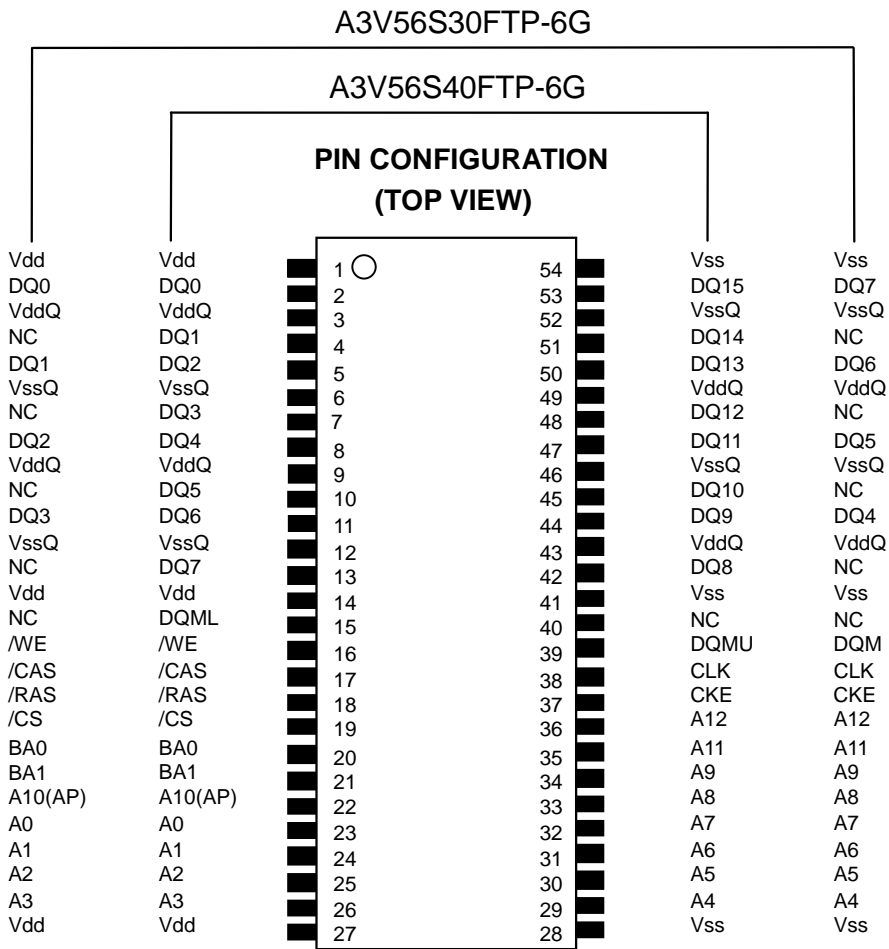 A3V56S30FTP-6G
A3V56S40FTP-6G
PIN CONFIGURATION
(TOP VIEW)
Vdd Vdd 1 54 Vss Vss
DQ0 DQ0 2 53 DQ15 DQ7
VddQ VddQ 3 52 VssQ VssQ
NC DQ1 4 51 DQ14 NC
DQ1 DQ2 5 50 DQ13 DQ6
VssQ VssQ 6 49 VddQ VddQ
NC DQ3 7 48 DQ12 NC
DQ2 DQ4 8 47 DQ11 DQ5
VddQ VddQ 9 46 VssQ VssQ
NC DQ5 10 45 DQ10 NC
DQ3 DQ6 11 44 DQ9 DQ4
VssQ VssQ 12 43 VddQ VddQ
NC DQ7 13 42 DQ8 NC
Vdd Vdd 14 41 Vss Vss
NC DQML 15 40 NC NC
/WE /WE 16 39 DQMU DQM
/CAS /CAS 17 38 CLK CLK
/RAS /RAS 18 37 CKE CKE
/CS /CS 19 36 A12 A12
BA0 BA0 20 35 A11 A11
BA1 BA1 21 34 A9 A9
A10(AP) A10(AP) 22 33 A8 A8
A0 A0 23 32 A7 A7
A1 A1 24 31 A6 A6
A2 A2 25 30 A5 A5
A3 A3 26 29 A4 A4
Vdd Vdd 27 28 Vss Vss